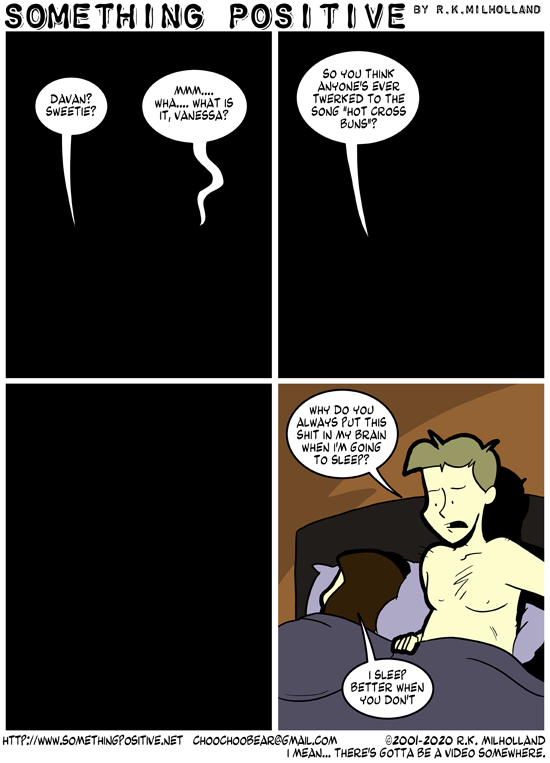 SOMETHING POSITIVE BY R.K.MILHOLLAND
DAVAN?
SWEETIE?
MMM....
WHA.... WHAT IS
IT, VANESSA?
SO YOU THINK
ANYONE'S EVER
TWERKED TO THE
SONG "HOT CROSS
BUNS"?
WHY DO YOU
ALWAYS PUT THIS
SHIT IN MY BRAIN
WHEN I'M GOING
TO SLEEP?
I SLEEP
BETTER WHEN
YOU DON'T
HTTP://WWW.SOMETHINGPOSITIVE.NET CHOOCHOOBEAR@GMAIL.COM ©2001-2020 R.K. MILHOLLAND
I MEAN... THERE'S GOTTA BE A VIDEO SOMEWHERE.